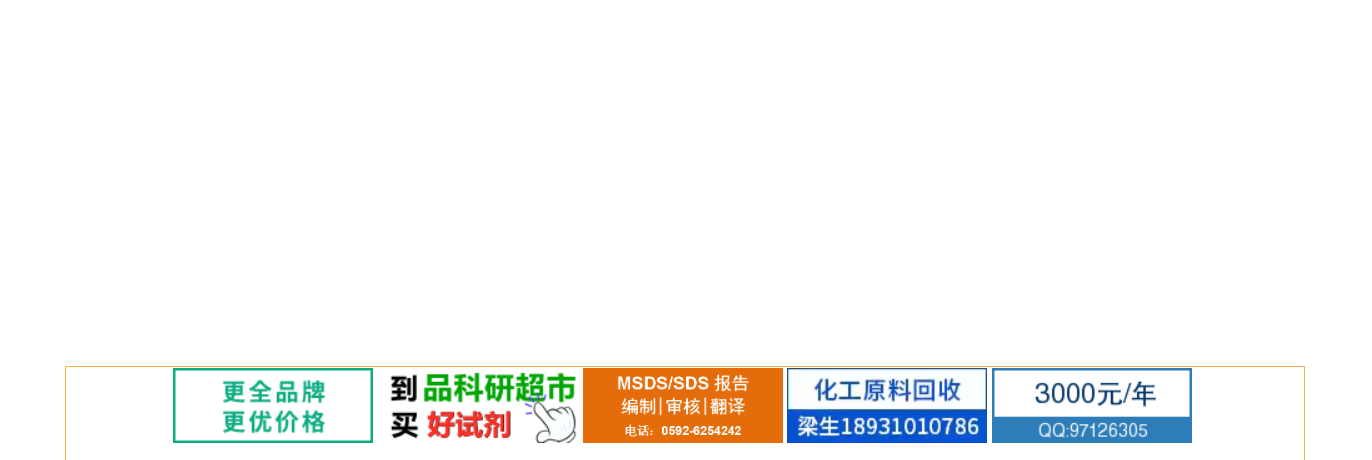 更全品牌
更优价格
到品科研超市
买 好试剂
MSDS/SDS 报告
编制|审核|翻译
电话：0592-6254242
化工原料回收
梁生18931010786
3000元/年
QQ:97126305